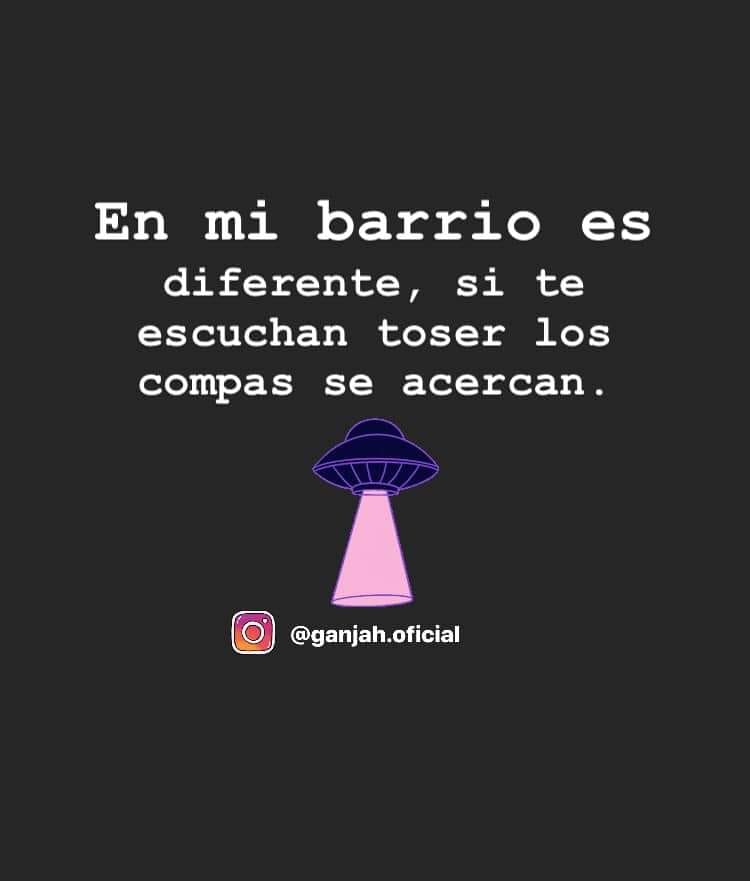 En mi barrio es
diferente, si te
escuchan toser los
compas se acercan.
@ganjah.oficial